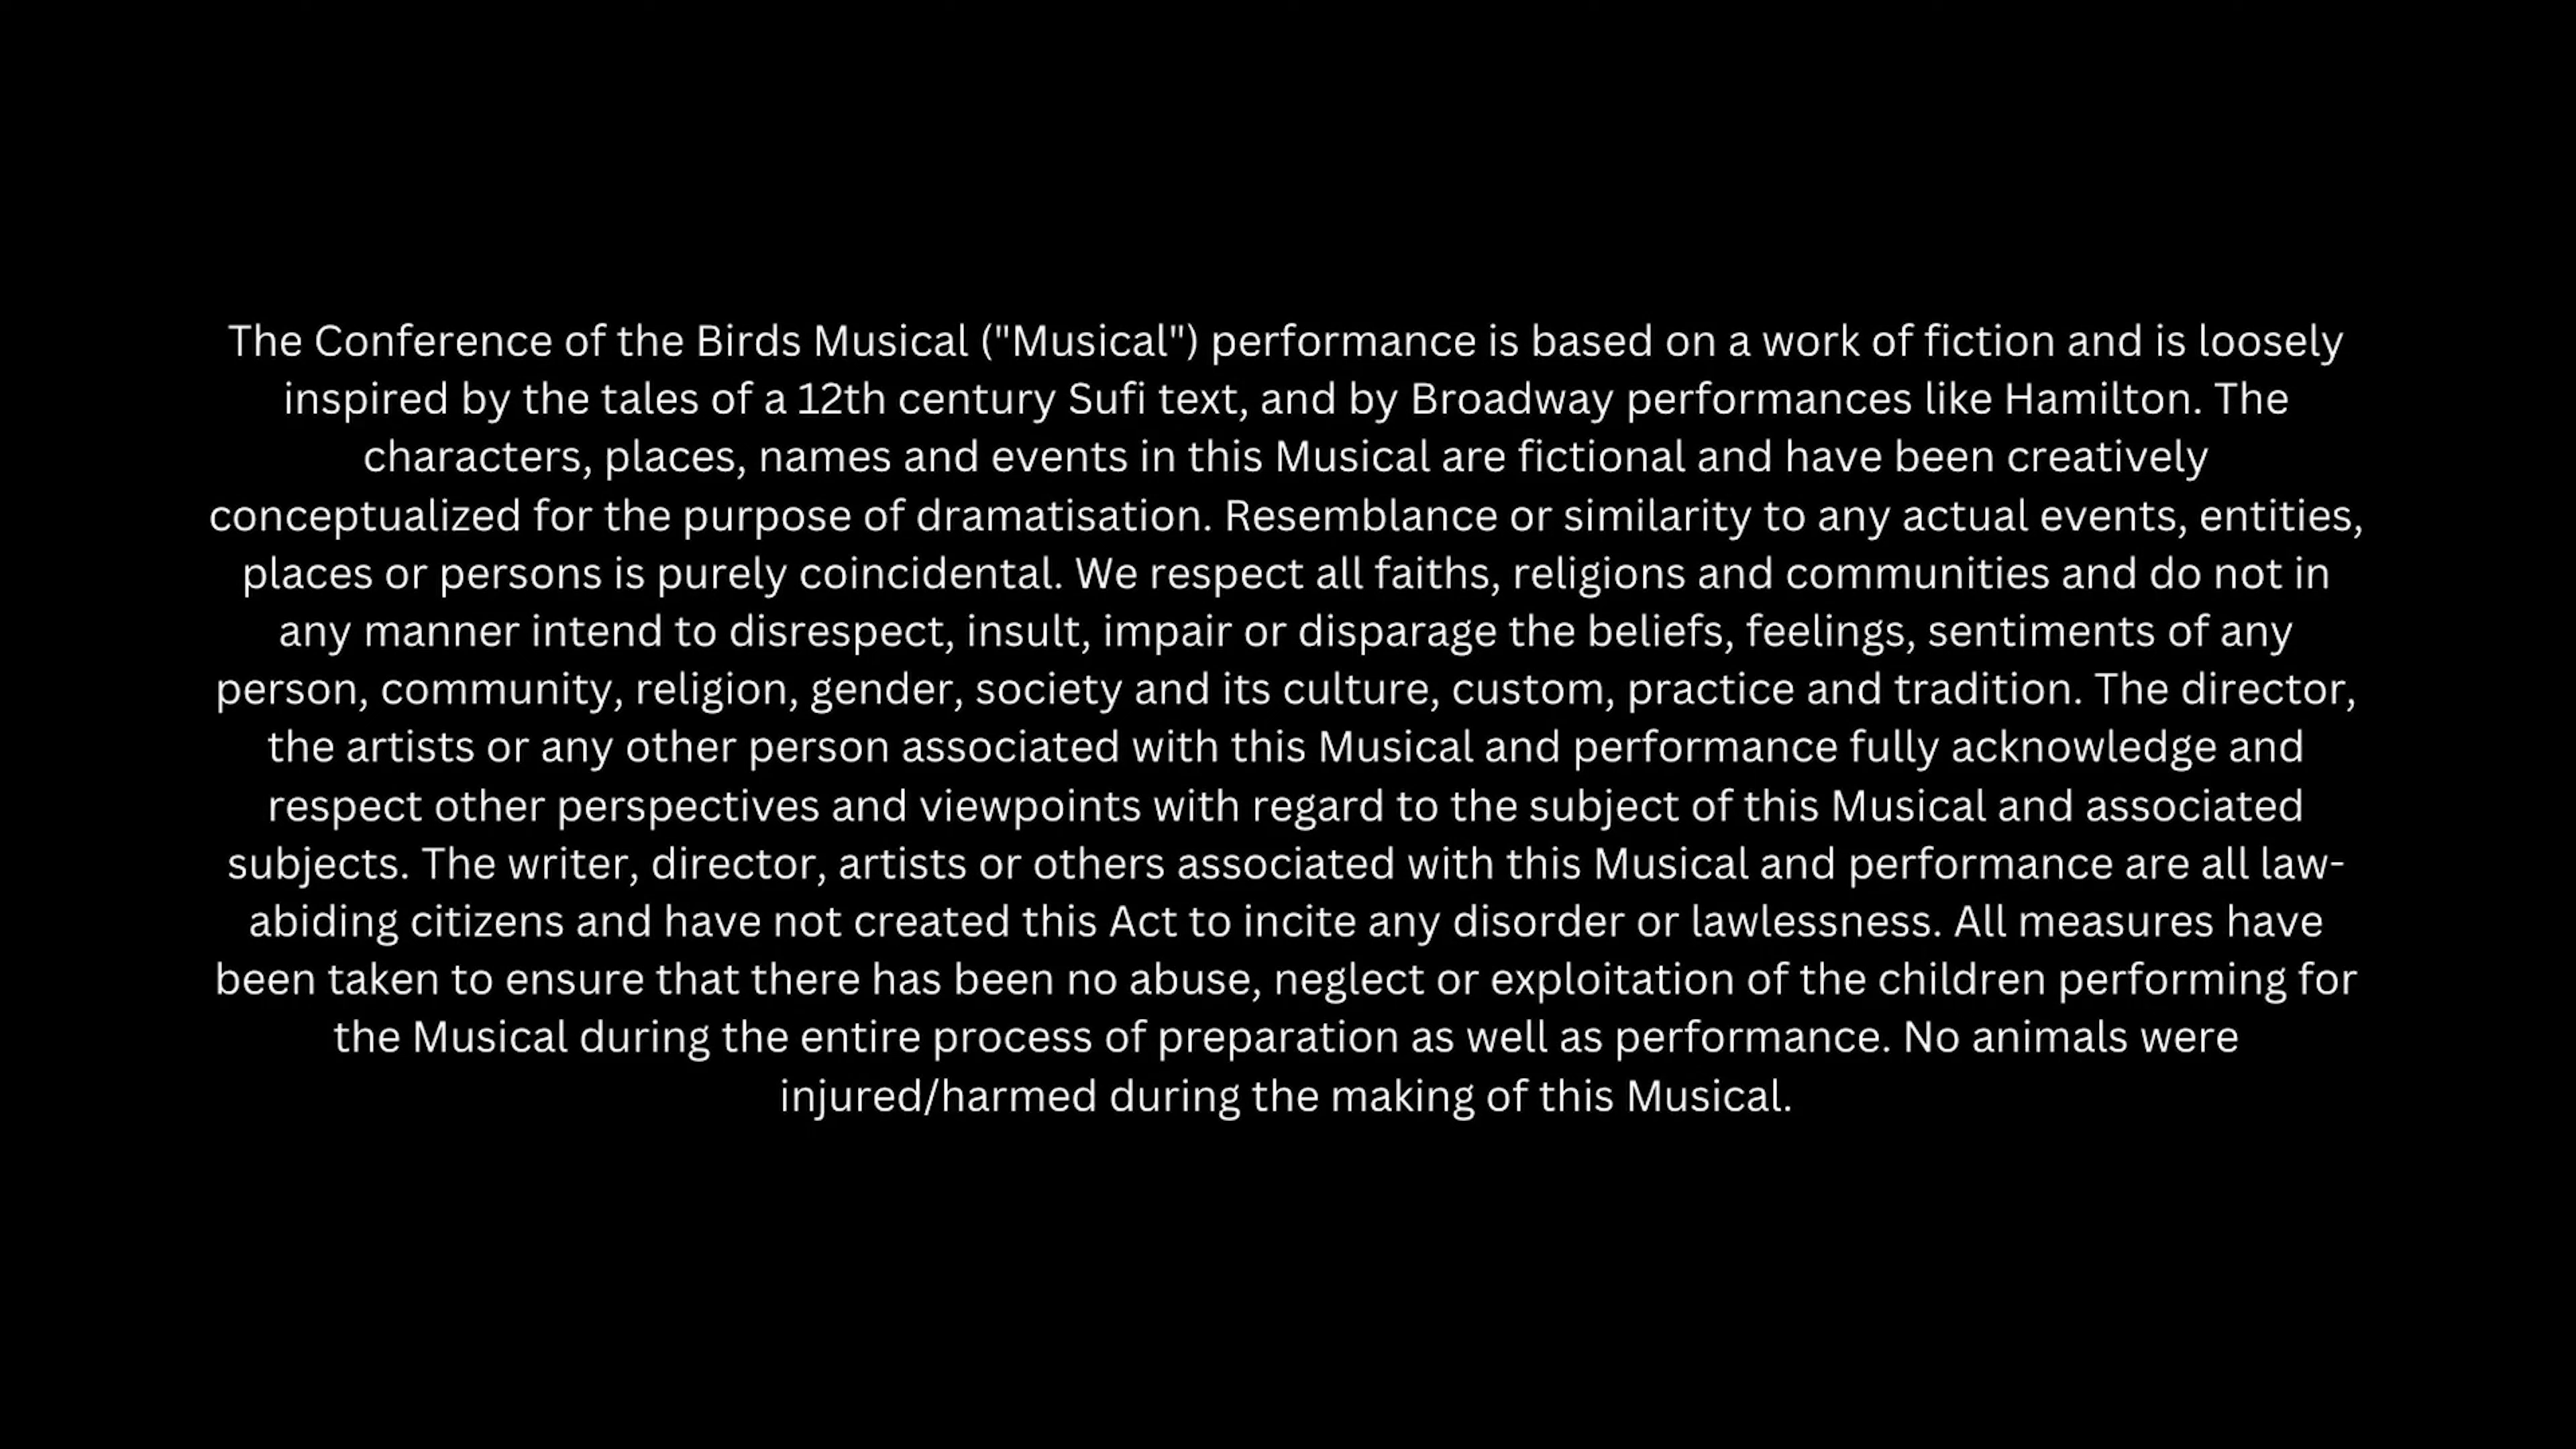 The Conference of the Birds Musical ("Musical") performance is based on a work of fiction and is loosely
inspired by the tales of a 12th century Sufi text, and by Broadway performances like Hamilton. The
characters, places, names and events in this Musical are fictional and have been creatively
conceptualized for the purpose of dramatisation. Resemblance or similarity to any actual events, entities,
places or persons is purely coincidental. We respect all faiths, religions and communities and do not in
any manner intend to disrespect, insult, impair or disparage the beliefs, feelings, sentiments of any
person, community, religion, gender, society and its culture, custom, practice and tradition. The director,
the artists or any other person associated with this Musical and performance fully acknowledge and
respect other perspectives and viewpoints with regard to the subject of this Musical and associated
subjects. The writer, director, artists or others associated with this Musical and performance are all law-
abiding citizens and have not created this Act to incite any disorder or lawlessness. All measures have
been taken to ensure that there has been no abuse, neglect or exploitation of the children performing for
the Musical during the entire process of preparation as well as performance. No animals were
injured/harmed during the making of this Musical.